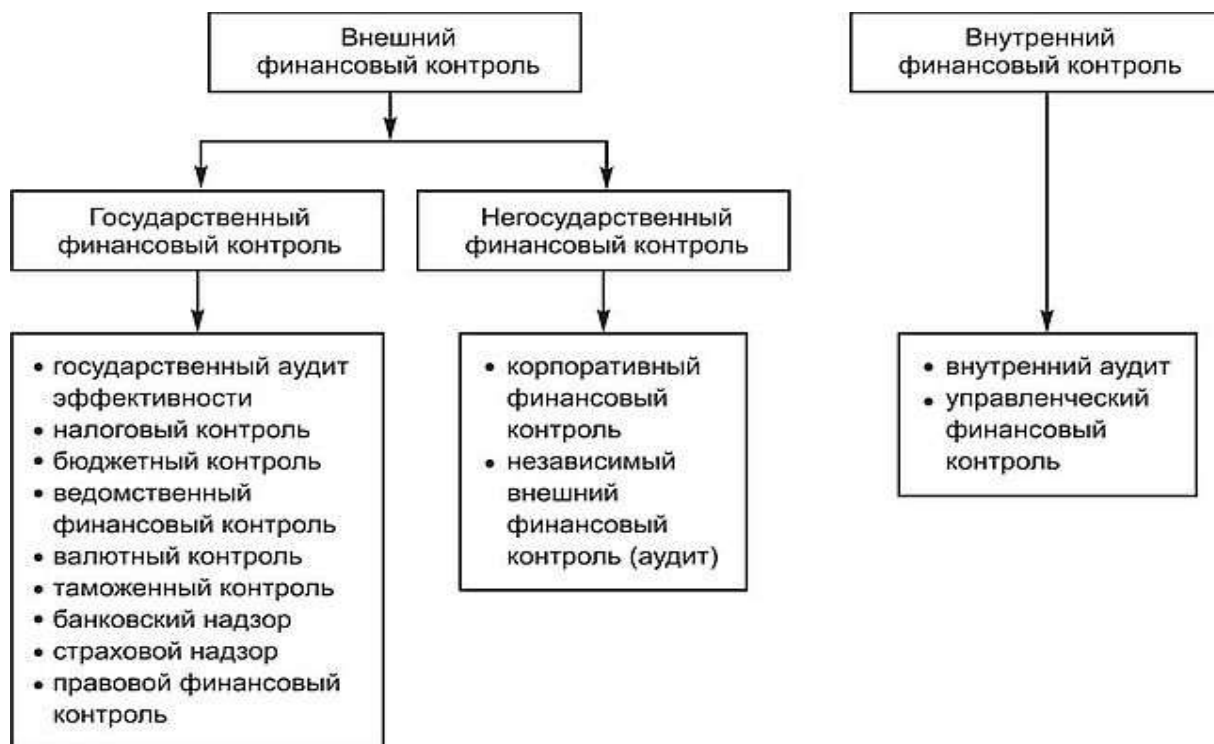 Внешний
финансовый контроль
Внутренний
финансовый контроль
Государственный
финансовый контроль
Негосударственный
финансовый контроль
• государственный аудит
эффективности
• налоговый контроль
• бюджетный контроль
• ведомственный
финансовый контроль
• валютный контроль
• таможенный контроль
• банковский надзор
• страховой надзор
• правовой финансовый
контроль
• корпоративный
финансовый
контроль
• независимый
внешний
финансовый
контроль (аудит)
• внутренний аудит
• управленческий
финансовый
контроль